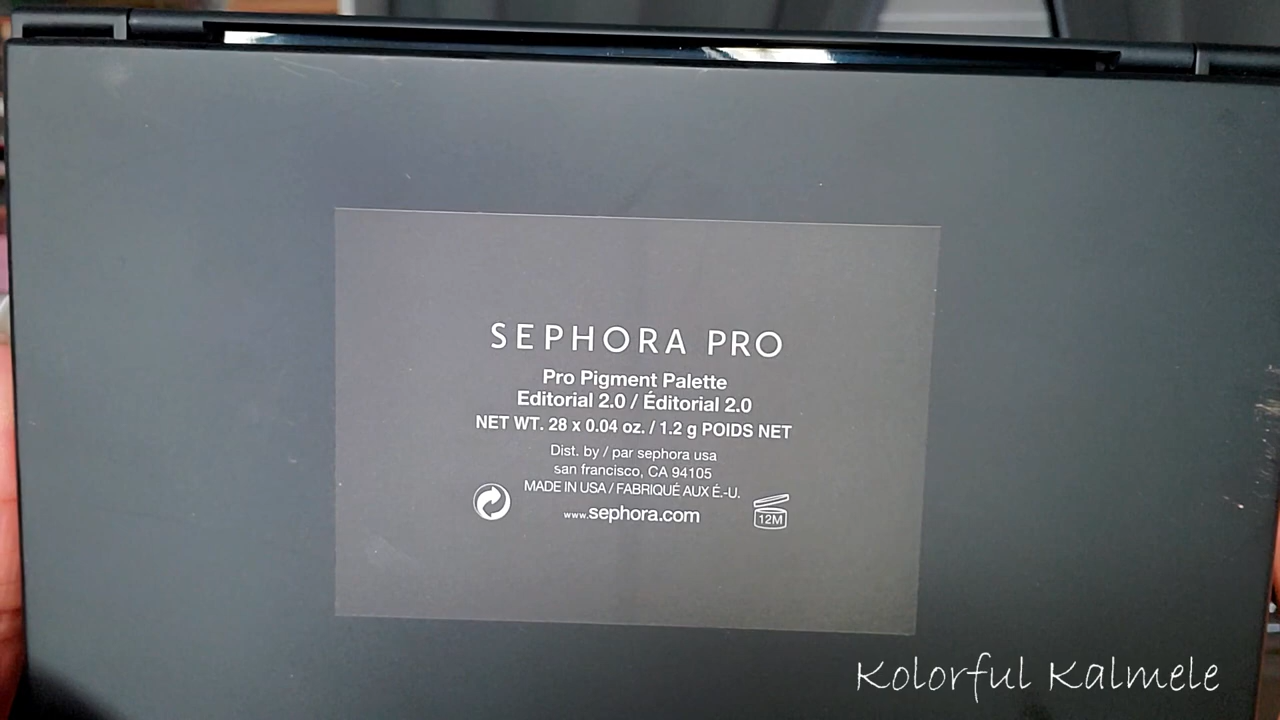 SEPHORA PRO
Pro Pigment Palette
Editorial 2.0 / Éditorial 2.0
NET WT. 28 x 0.04 oz. / 1.2 g POIDS NET
Dist. by / par sephora usa
san francisco, CA 94105
MADE IN USA / FABRIQUÉ AUX É.-U.
www.sephora.com
12M
Kolorful Kalmele